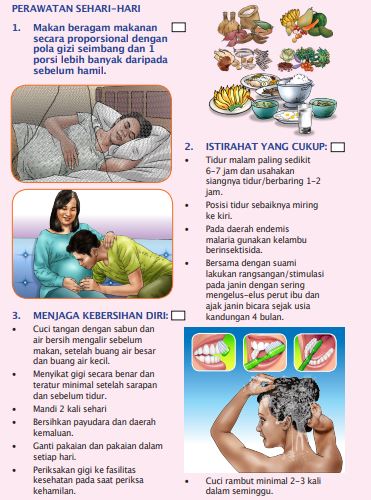 PERAWATAN SEHARI-HARI
1. Makan beragam makanan
secara proporsional dengan
pola gizi seimbang dan 1
porsi lebih banyak daripada
sebelum hamil.
2. ISTIRAHAT YANG CUKUP:
• Tidur malam paling sedikit
6-7 jam dan usahakan
siangnya tidur/berbaring 1-2
jam.
• Posisi tidur sebaiknya miring
ke kiri.
• Pada daerah endemis
malaria gunakan kelambu
berinsektisida.
• Bersama dengan suami
lakukan rangsangan/stimulasi
pada janin dengan sering
mengelus-elus perut ibu dan
ajak janin bicara sejak usia
kandungan 4 bulan.
3. MENJAGA KEBERSIHAN DIRI:
• Cuci tangan dengan sabun dan
air bersih mengalir sebelum
makan, setelah buang air besar
dan buang air kecil.
• Menyikat gigi secara benar dan
teratur minimal setelah sarapan
dan sebelum tidur.
• Mandi 2 kali sehari
• Bersihkan payudara dan daerah
kemaluan.
• Ganti pakaian dan pakaian dalam
setiap hari.
• Periksakan gigi ke fasilitas
kesehatan pada saat periksa
kehamilan.
• Cuci rambut minimal 2-3 kali
dalam seminggu.